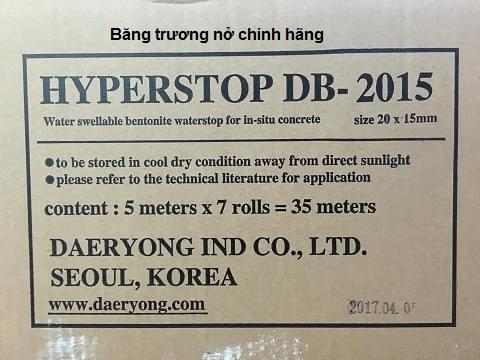 Băng trương nở chính hãng
HYPERSTOP DB- 2015
Water swellable bentonite waterstop for in-situ concrete size 20 x 15mm
● to be stored in cool dry condition away from direct sunlight
● please refer to the technical literature for application
content : 5 meters x 7 rolls = 35 meters
DAERYONG IND CO., LTD.
SEOUL, KOREA
www.daeryong.com 2017.04.